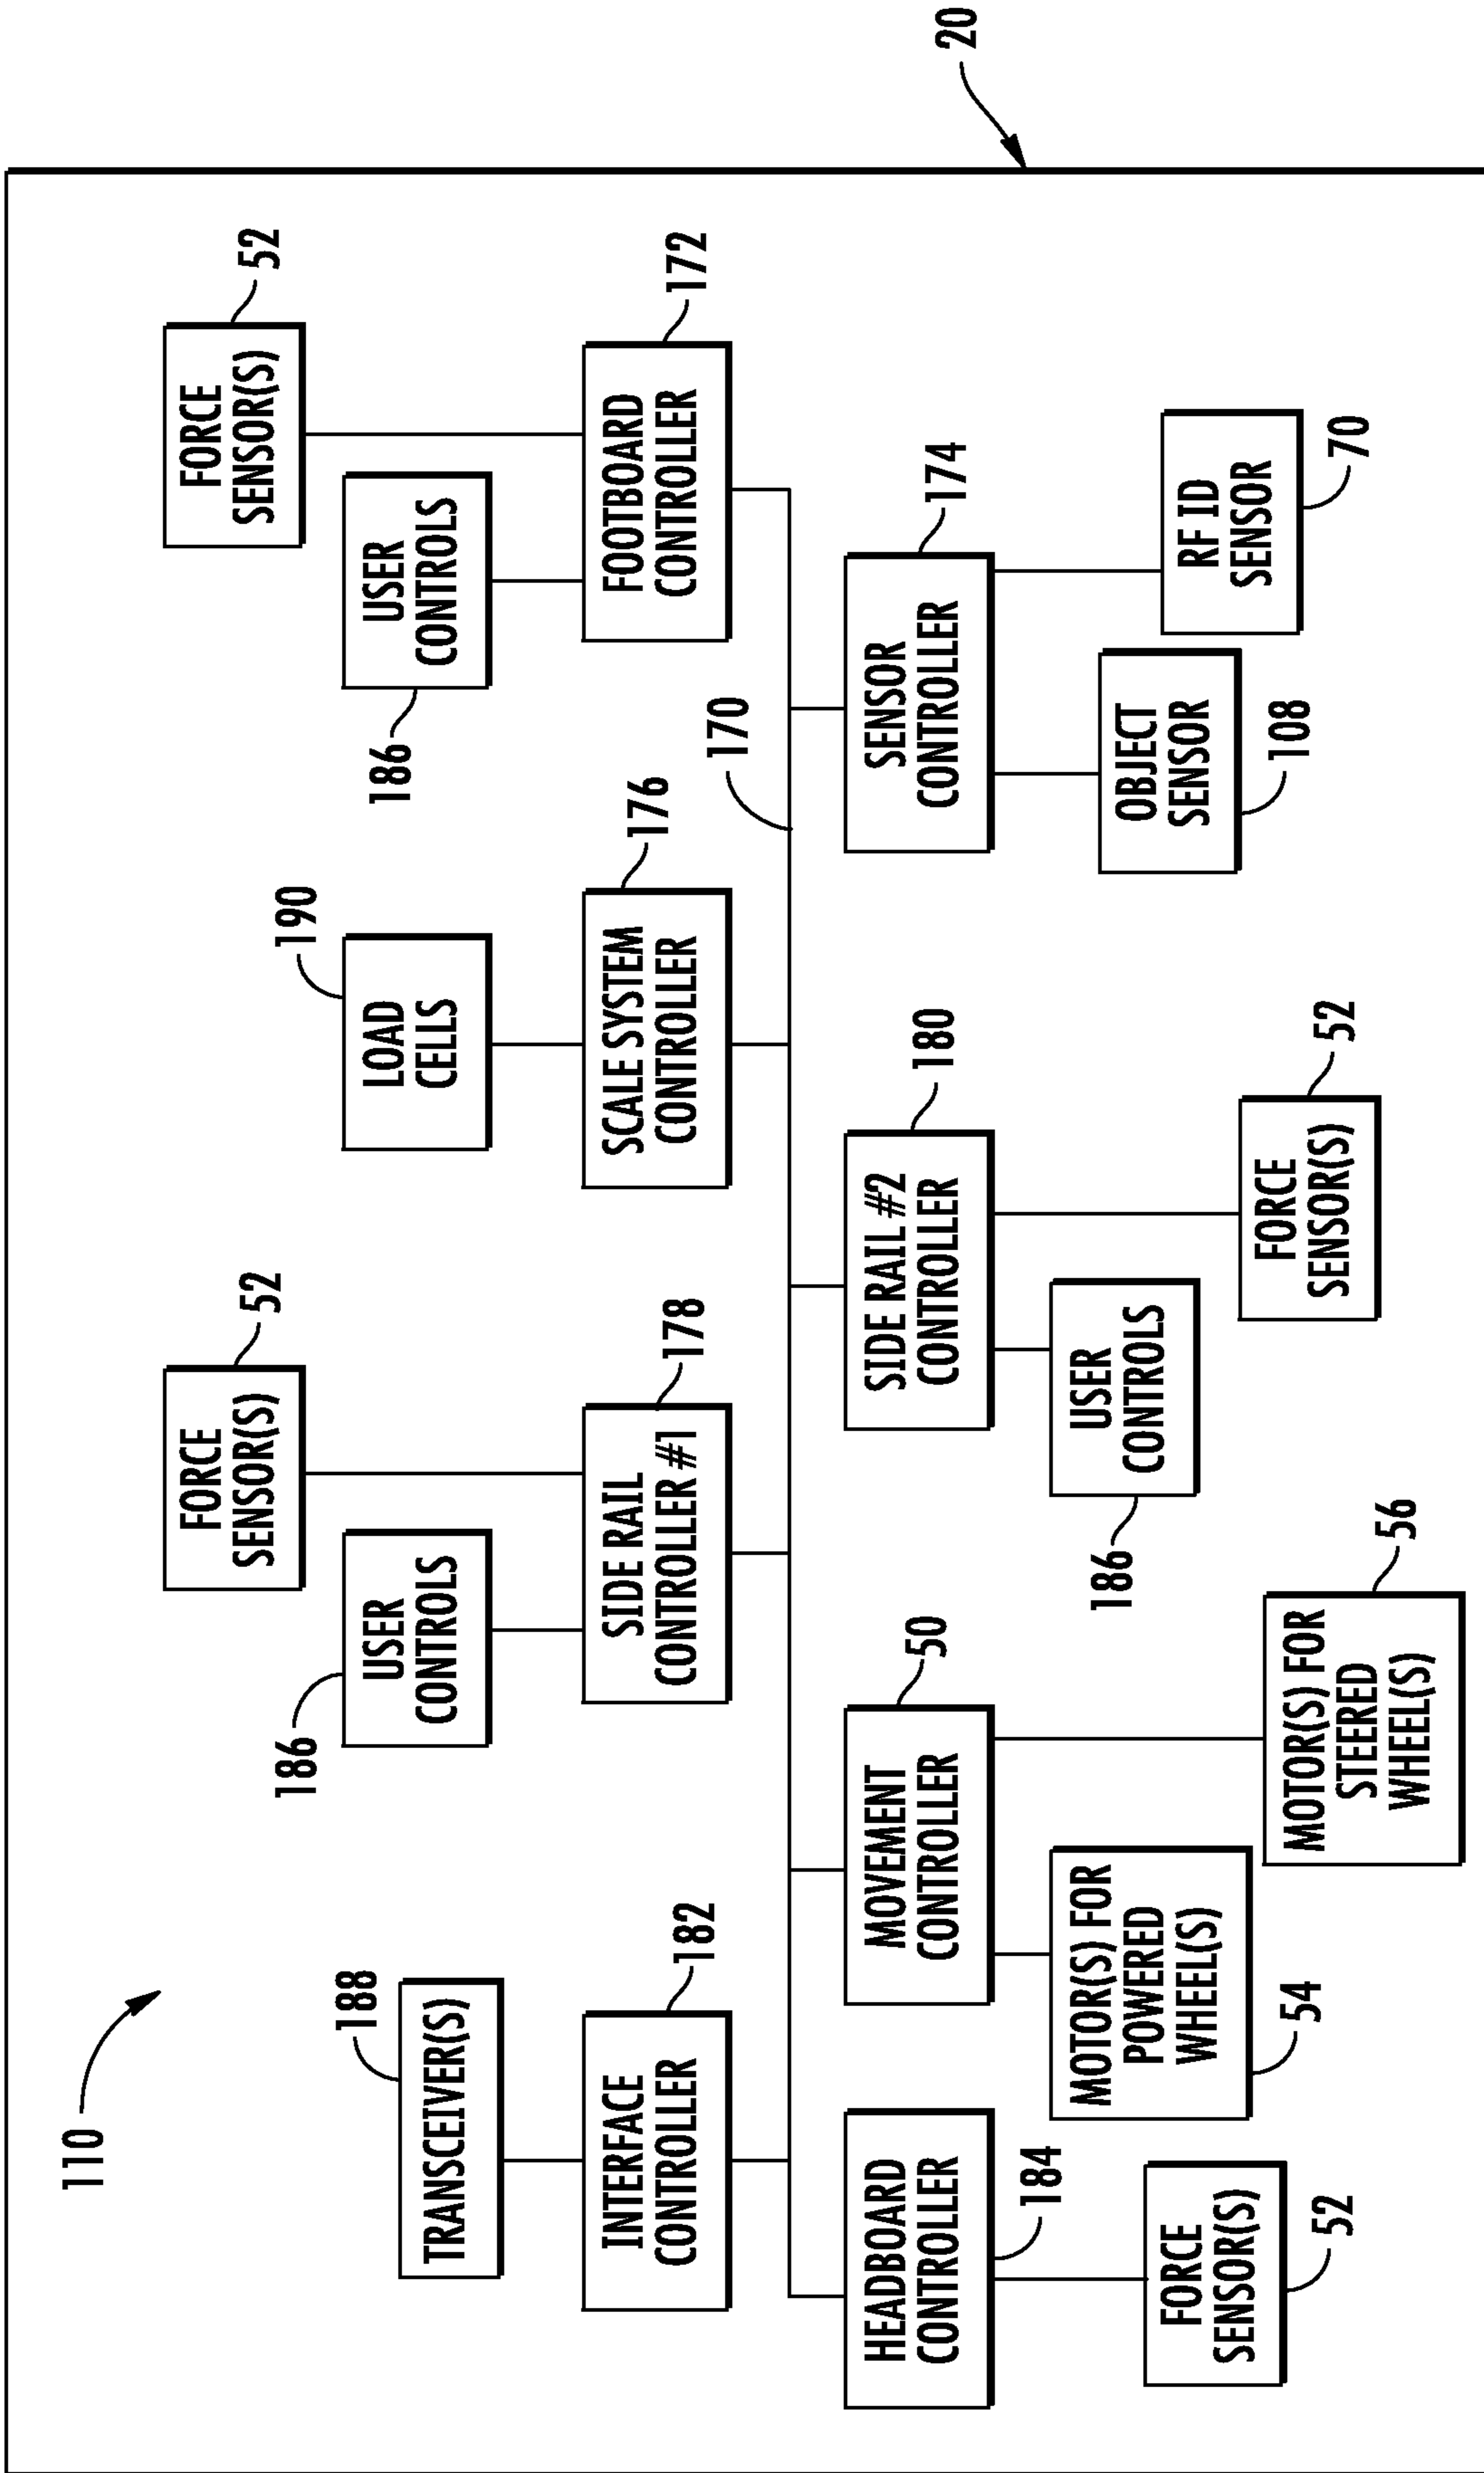 110
20
FORCE
SENSOR(S)
52
FORCE
SENSOR(S)
52
TRANSCEIVER(S)
188
USER
CONTROLS
186
LOAD
CELLS
190
USER
CONTROLS
186
INTERFACE
CONTROLLER
182
SIDE RAIL
CONTROLLER #1
178
SCALE SYSTEM
CONTROLLER
176
FOOTBOARD
CONTROLLER
172
170
HEADBOARD
CONTROLLER
184
MOVEMENT
CONTROLLER
50
SIDE RAIL #2
CONTROLLER
180
SENSOR
CONTROLLER
174
FORCE
SENSOR(S)
52
MOTOR(S) FOR
POWERED
WHEEL(S)
54
MOTOR(S) FOR
STEERED
WHEEL(S)
56
USER
CONTROLS
186
FORCE
SENSOR(S)
52
OBJECT
SENSOR
108
RF ID
SENSOR
70